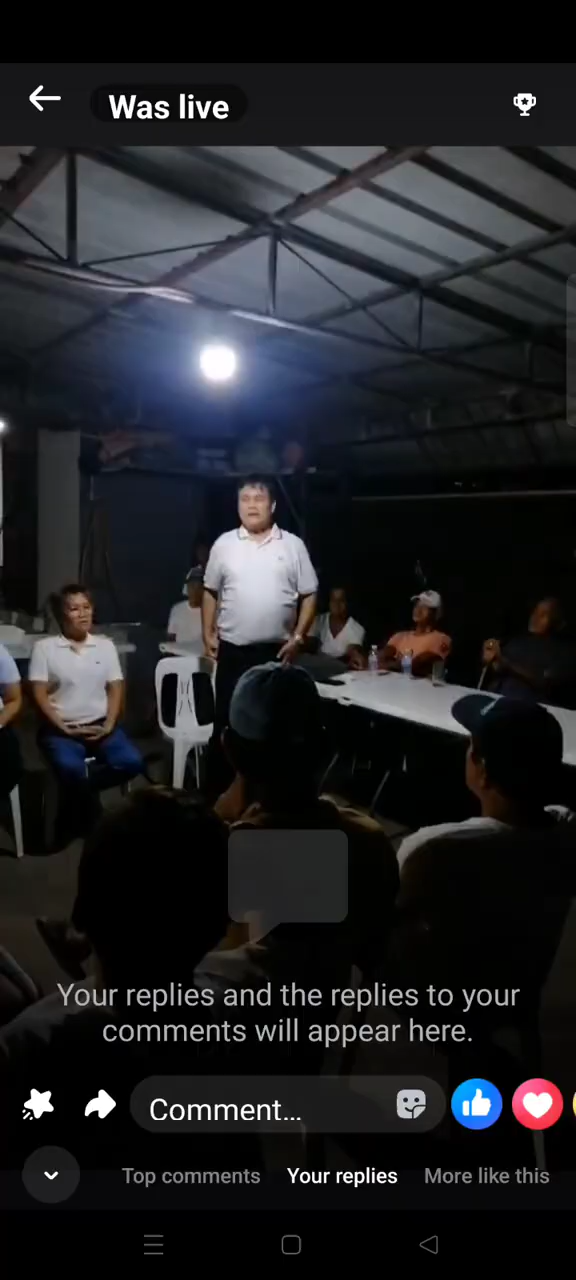 Was live
Your replies and the replies to your
comments will appear here.
Comment...
Top comments
Your replies
More like this